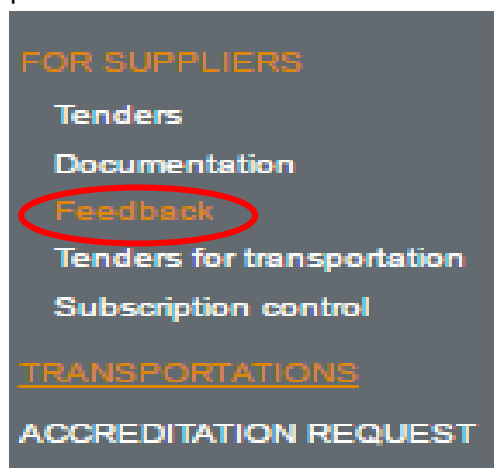 FOR SUPPLIERS
Tenders
Documentation
Feedback
Tenders for transportation
Subscription control
TRANSPORTATIONS
ACCREDITATION REQUEST